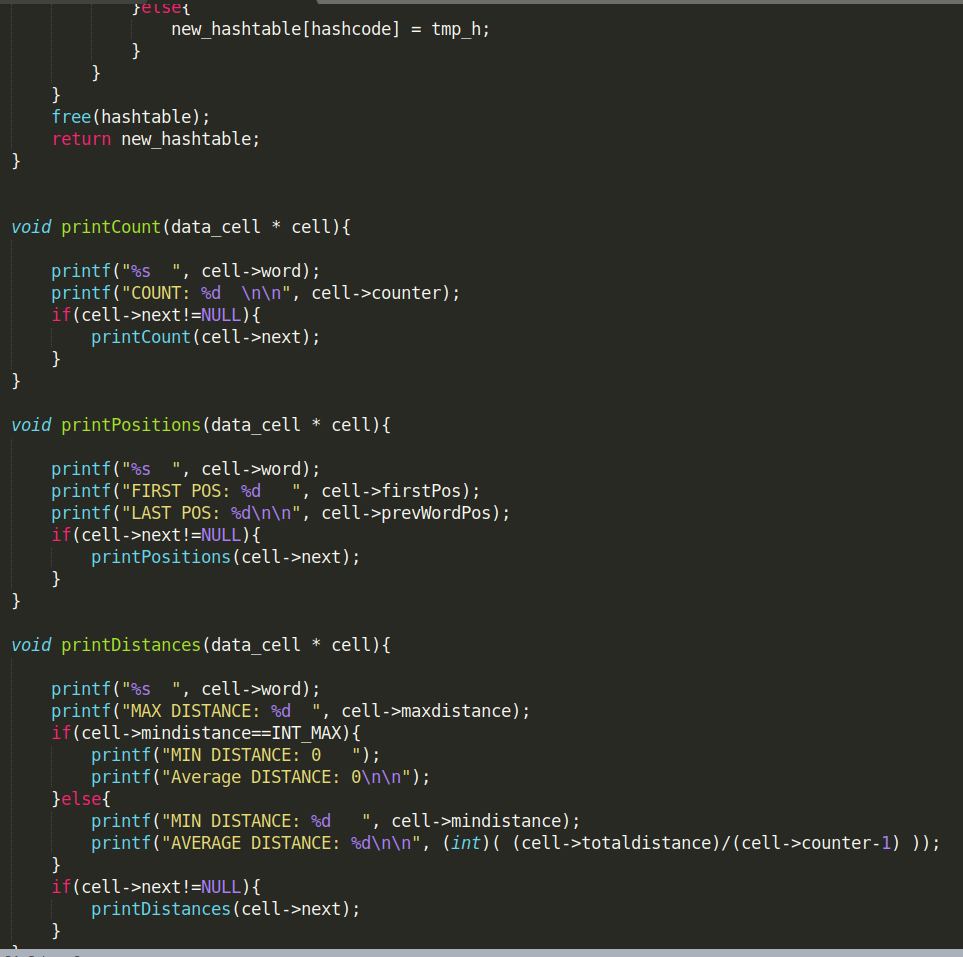 }else{
new_hashtable[hashcode] = tmp_h;
}
}
}
free(hashtable);
return new_hashtable;
}
void printCount(data_cell * cell){
printf("%s  ", cell->word);
printf("COUNT: %d  \n\n", cell->counter);
if(cell->next!=NULL){
printCount(cell->next);
}
}
void printPositions(data_cell * cell){
printf("%s  ", cell->word);
printf("FIRST POS: %d   ", cell->firstPos);
printf("LAST POS: %d\n\n", cell->prevWordPos);
if(cell->next!=NULL){
printPositions(cell->next);
}
}
void printDistances(data_cell * cell){
printf("%s  ", cell->word);
printf("MAX DISTANCE: %d  ", cell->maxdistance);
if(cell->mindistance==INT_MAX){
printf("MIN DISTANCE: 0   ");
printf("Average DISTANCE: 0\n\n");
}else{
printf("MIN DISTANCE: %d   ", cell->mindistance);
printf("AVERAGE DISTANCE: %d\n\n", (int)( (cell->totaldistance)/(cell->counter-1) ));
}
if(cell->next!=NULL){
printDistances(cell->next);
}